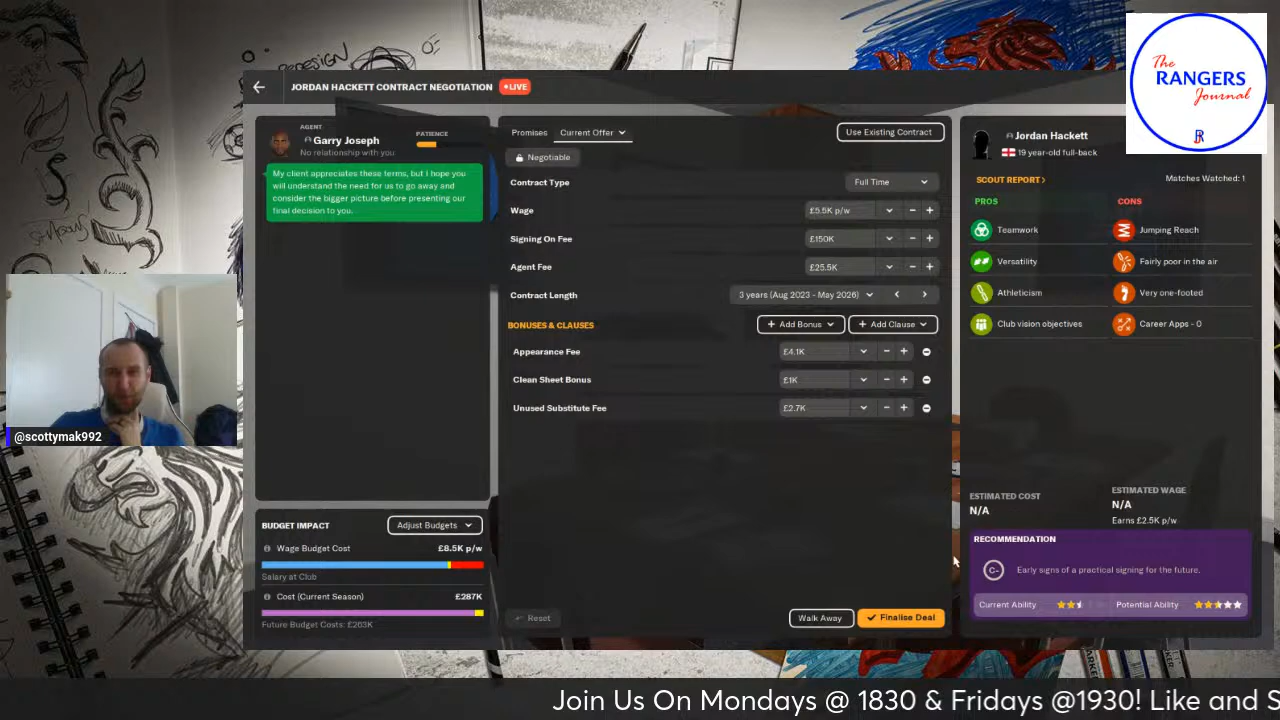 The
RANGERS
Journal
JORDAN HACKETT CONTRACT NEGOTIATION
LIVE
AGENT
Garry Joseph
No relationship with you
PATIENCE
My client appreciates these terms, but I hope you
will understand the need for us to go away and
consider the bigger picture before presenting our
final decision to you.
Promises
Current Offer
Use Existing Contract
Negotiable
Contract Type
Full Time
Wage
£5.5K p/w
Signing On Fee
£150K
Agent Fee
£25.5K
Contract Length
3 years (Aug 2023 - May 2026)
BONUSES & CLAUSES
+ Add Bonus
+ Add Clause
Appearance Fee
£4.1K
Clean Sheet Bonus
£1K
Unused Substitute Fee
£2.7K
Reset
Walk Away
Finalise Deal
Jordan Hackett
19 year-old full-back
SCOUT REPORT
Matches Watched: 1
PROS
CONS
Teamwork
Jumping Reach
Versatility
Fairly poor in the air
Athleticism
Very one-footed
Club vision objectives
Career Apps - 0
ESTIMATED COST
N/A
ESTIMATED WAGE
N/A
Earns £2.5K p/w
RECOMMENDATION
C-
Early signs of a practical signing for the future.
Current Ability
Potential Ability
BUDGET IMPACT
Adjust Budgets
Wage Budget Cost
£8.5K p/w
Salary at Club
Cost (Current Season)
£287K
Future Budget Costs: £263K
@scottymak992
Join Us On Mondays @ 1830 & Fridays @1930! Like and S